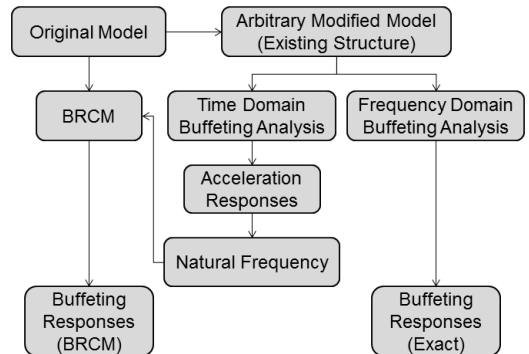 Original Model
Arbitrary Modified Model
(Existing Structure)
BRCM
Time Domain
Buffeting Analysis
Frequency Domain
Buffeting Analysis
Acceleration
Responses
Natural Frequency
Buffeting
Responses
(BRCM)
Buffeting
Responses
(Exact)